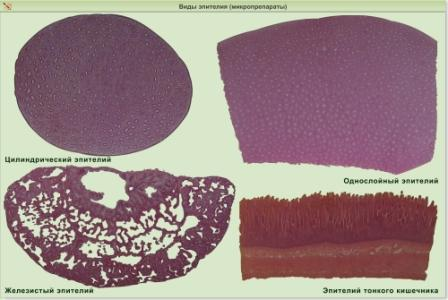 Виды эпителия (микропрепараты)
Цилиндрический эпителий
Однослойный эпителий
Железистый эпителий
Эпителий тонкого кишечника